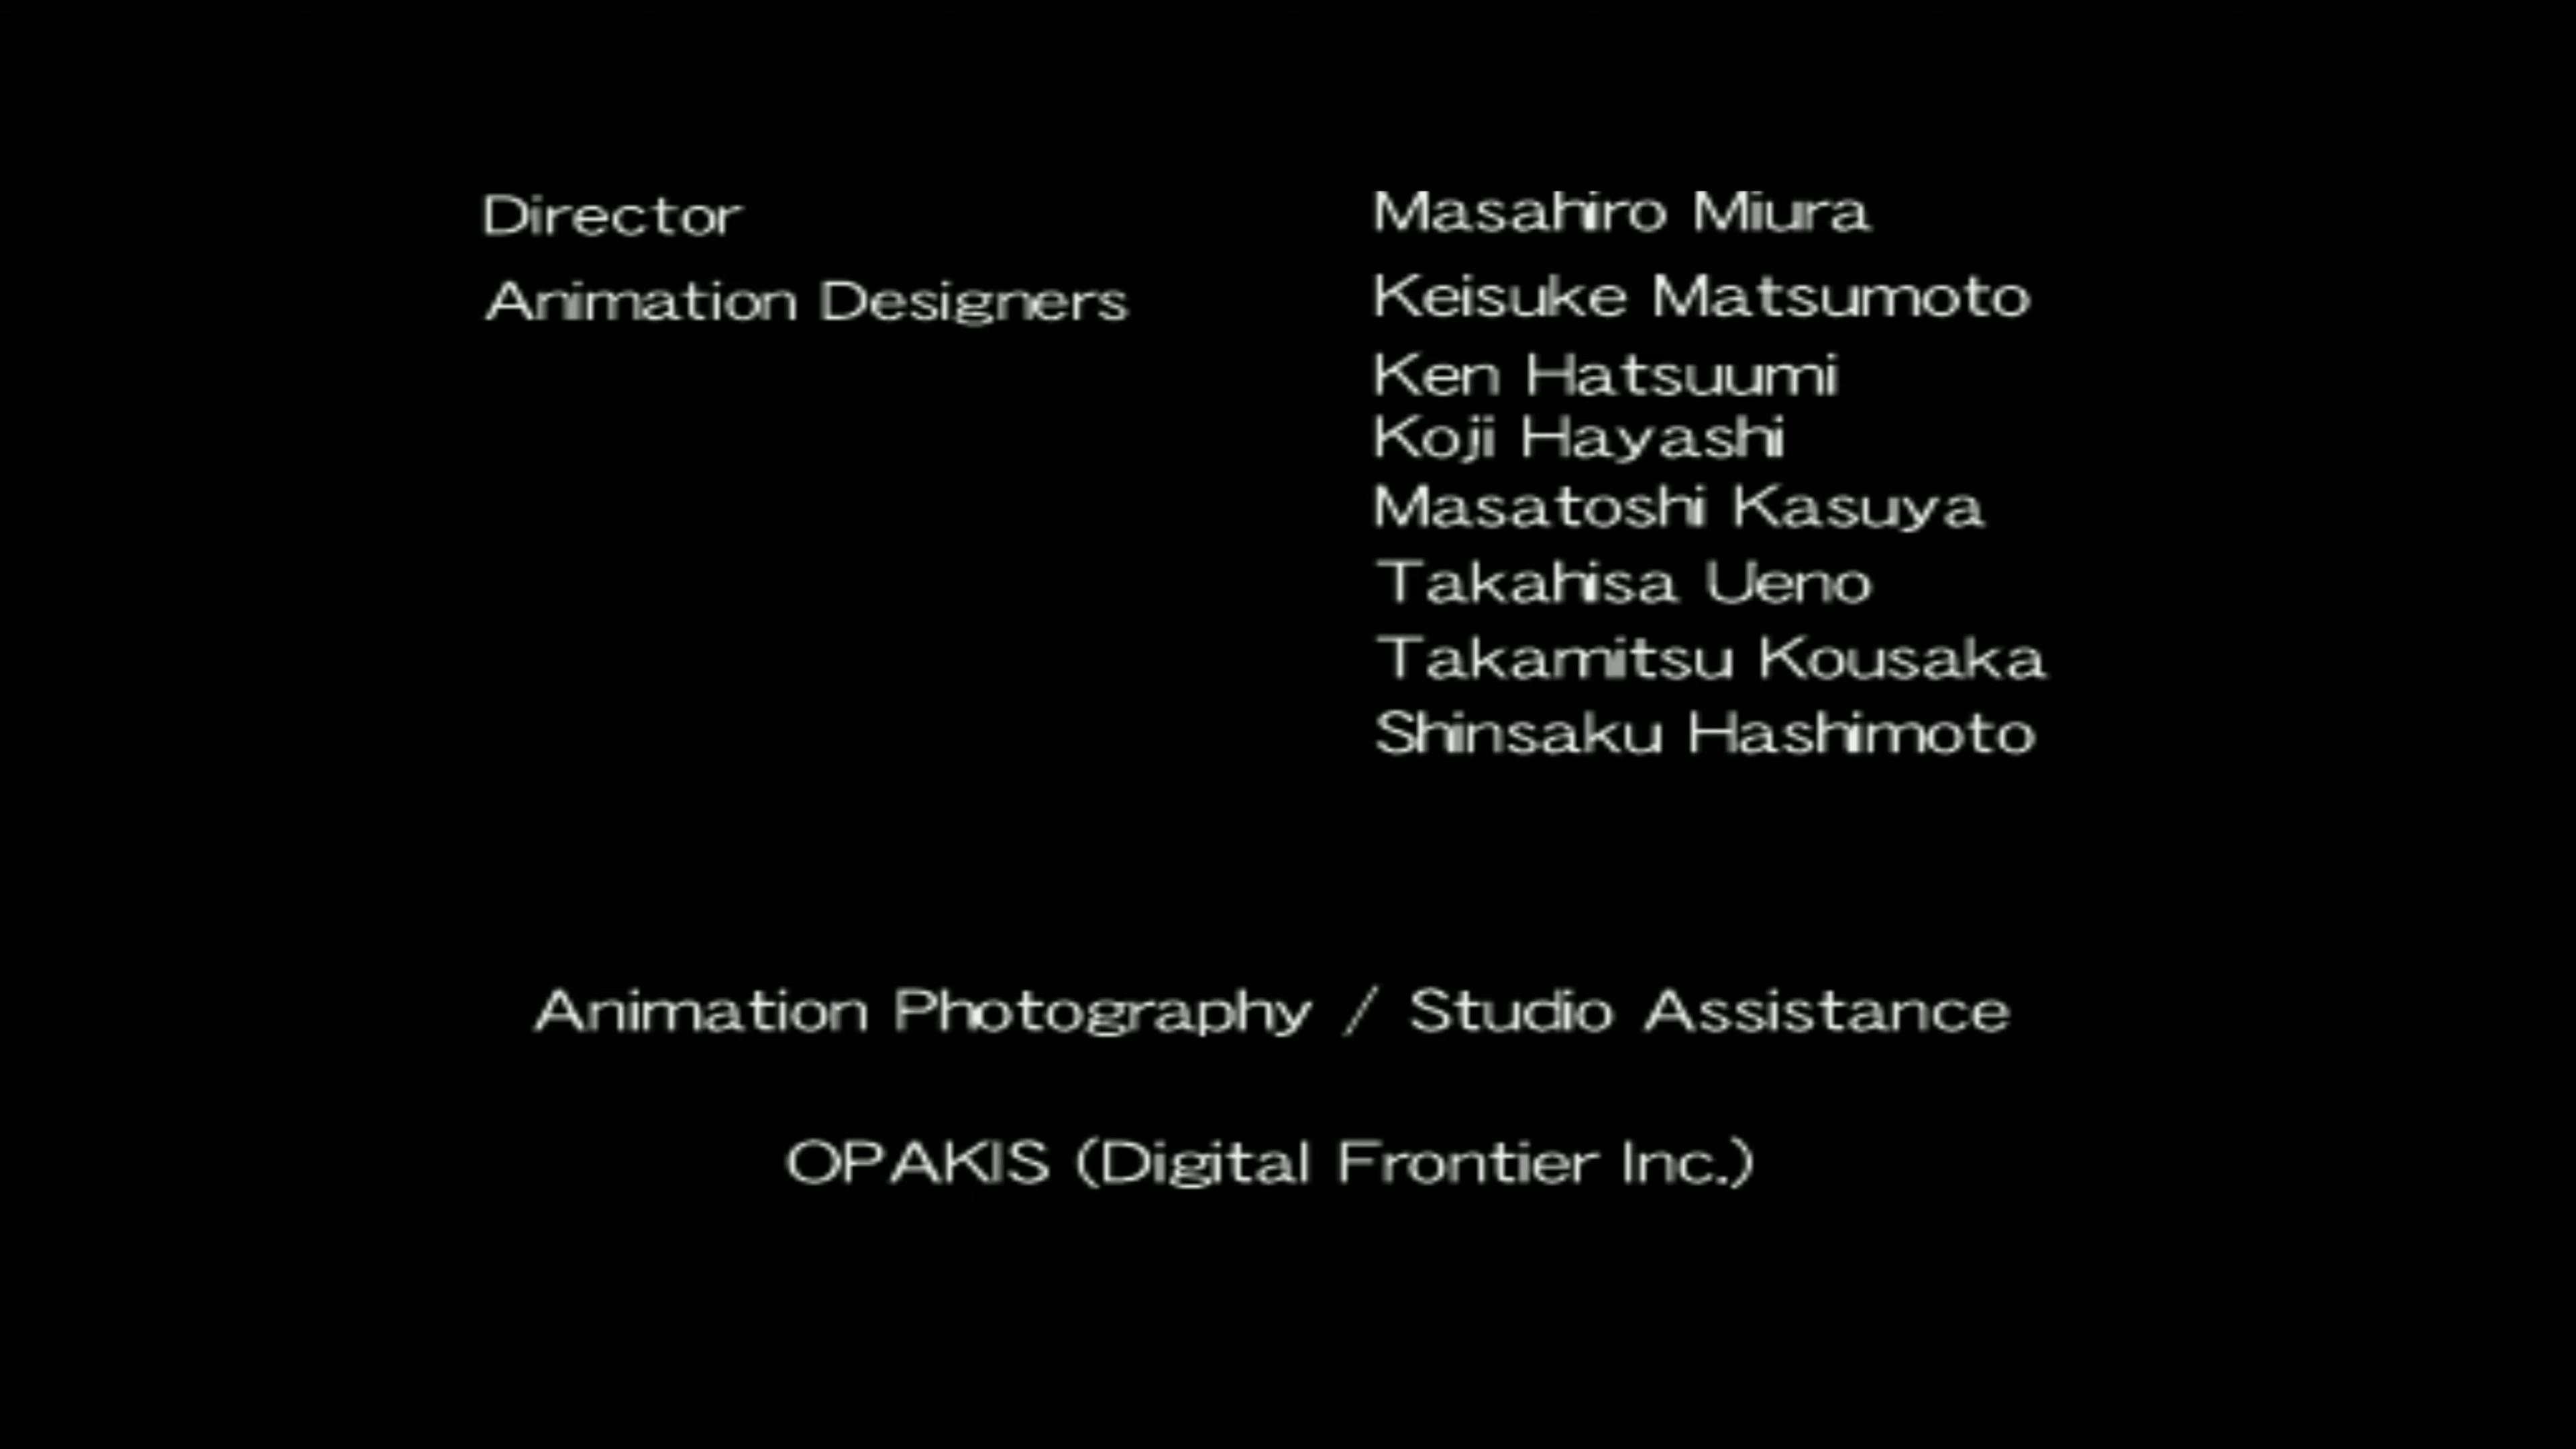 Director Masahiro Miura
Animation Designers Keisuke Matsumoto
Ken Hatsuumi
Koji Hayashi
Masatoshi Kasuya
Takahisa Ueno
Takamitsu Kousaka
Shinsaku Hashimoto
Animation Photography / Studio Assistance
OPAKIS (Digital Frontier Inc.)